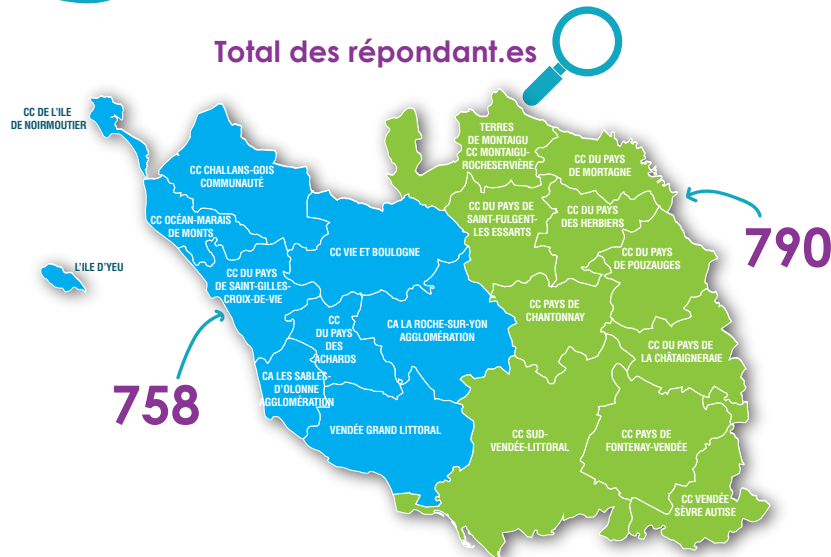 Total des répondant.es
CC DE L'ILE
DE NOIRMOUTIER
CC CHALLANS-GOIS
COMMUNAUTÉ
TERRES
DE MONTAIGU
CC MONTAIGU-
ROCHESERVIÈRE
CC DU PAYS
DE MORTAGNE
CC OCÉAN-MARAIS
DE MONTS
CC DU PAYS DE
SAINT-FULGENT-
LES ESSARTS
CC DU PAYS
DES HERBIERS
790
CC VIE ET BOULOGNE
CC DU PAYS
DE POUZAUGES
L'ILE D'YEU
CC DU PAYS
DE SAINT-GILLES-
CROIX-DE-VIE
CC PAYS DE
CHANTONNAY
CC
DU PAYS
DES
ACHARDS
CA LA ROCHE-SUR-YON
AGGLOMÉRATION
CC DU PAYS DE
LA CHÂTAIGNERAIE
CA LES SABLES-
D'OLONNE
AGGLOMÉRATION
758
VENDÉE GRAND LITTORAL
CC SUD-
VENDÉE-LITTORAL
CC PAYS DE
FONTENAY-VENDÉE
CC VENDÉE
SÈVRE AUTISE